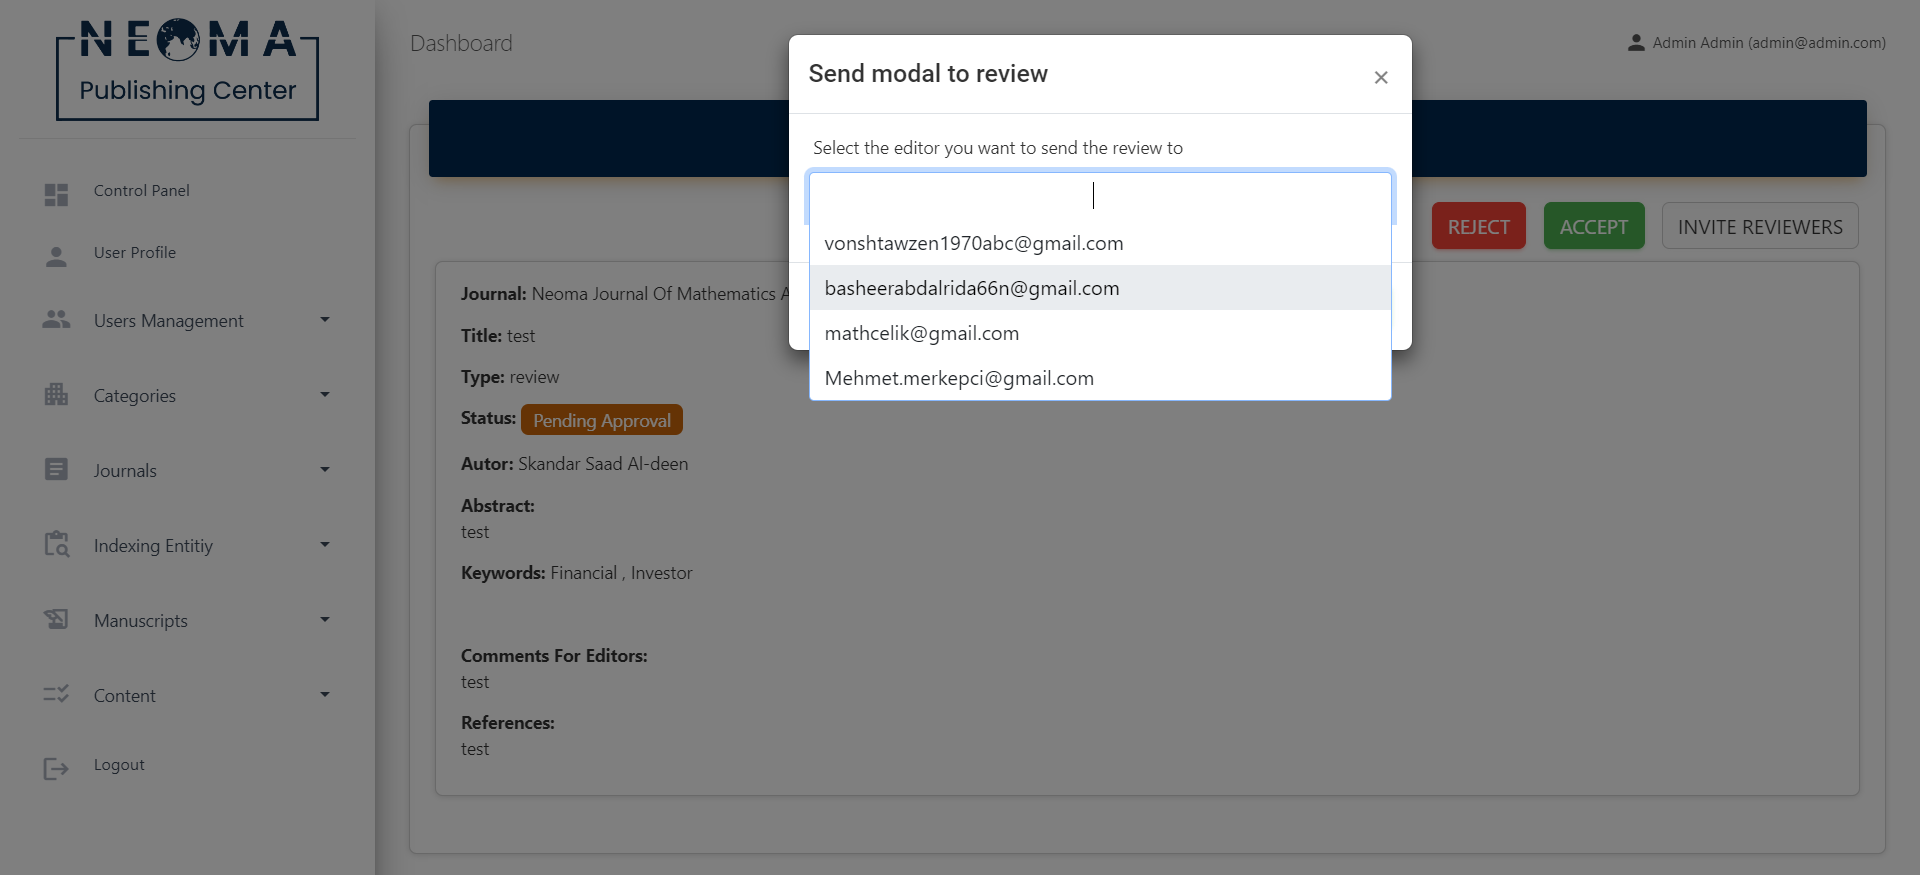 NEOMA
Publishing Center
Control Panel
User Profile
Users Management
Categories
Journals
Indexing Entitiy
Manuscripts
Content
Logout
Dashboard
Admin Admin (admin@admin.com)
Send modal to review
×
Select the editor you want to send the review to
vonshtawzen1970abc@gmail.com
basheerabdalrida66n@gmail.com
mathcelik@gmail.com
Mehmet.merkepci@gmail.com
REJECT
ACCEPT
INVITE REVIEWERS
Journal: Neoma Journal Of Mathematics
Title: test
Type: review
Status: Pending Approval
Autor: Skandar Saad Al-deen
Abstract:
test
Keywords: Financial , Investor
Comments For Editors:
test
References:
test